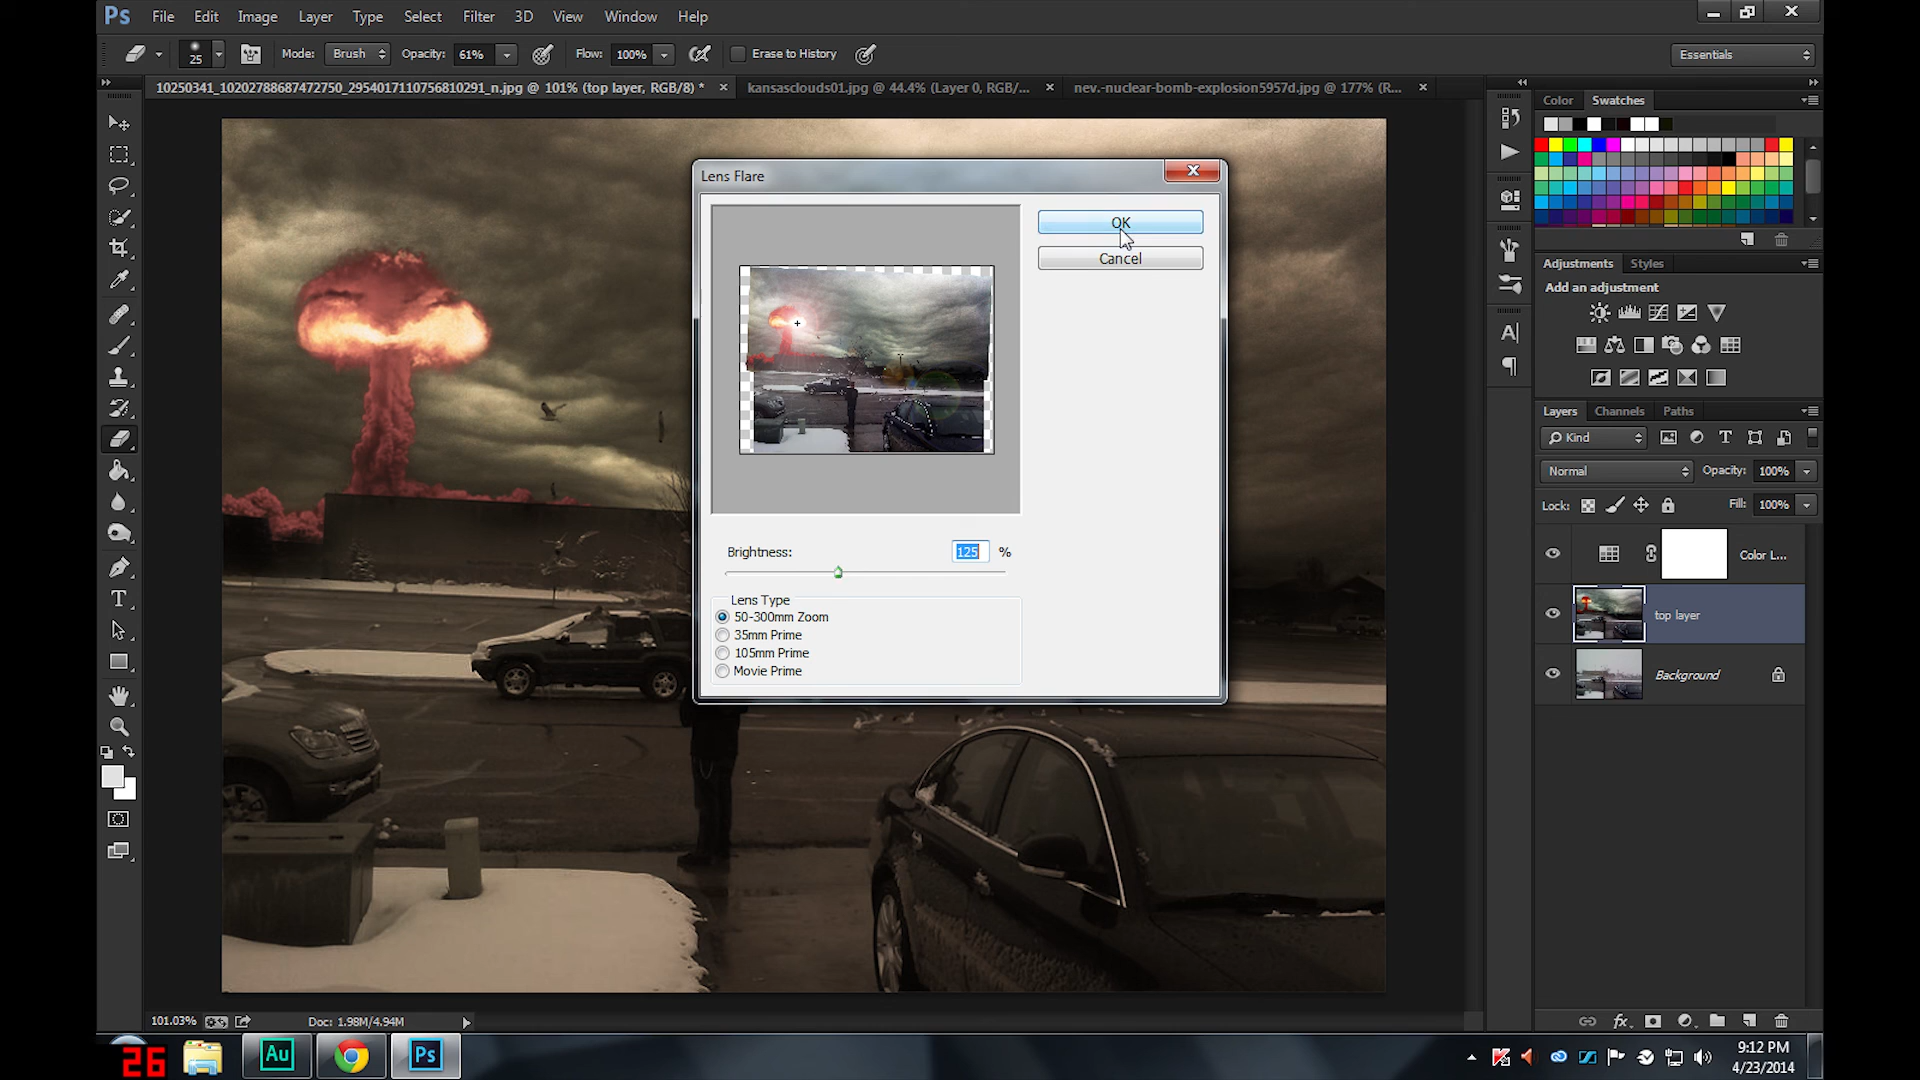 Ps File Edit Image Layer Type Select Filter 3D View Window Help
25 Mode: Brush Opacity: 61% Flow: 100% Erase to History Essentials
10250341_10202788687472750_2954017110756810291_n.jpg @ 101% (top layer, RGB/8) * × kansasclouds01.jpg @ 44.4% (Layer 0, RGB/... × nev.-nuclear-bomb-explosion5957d.jpg @ 177% (R... ×
Color Swatches
Lens Flare
OK
Cancel
Brightness: 125 %
Lens Type
50-300mm Zoom
35mm Prime
105mm Prime
Movie Prime
Adjustments Styles
Add an adjustment
Layers Channels Paths
Kind
Normal Opacity: 100%
Lock: Fill: 100%
Color L...
top layer
Background
101.03% Doc: 1.98M/4.94M
26 Au Ps
9:12 PM
4/23/2014